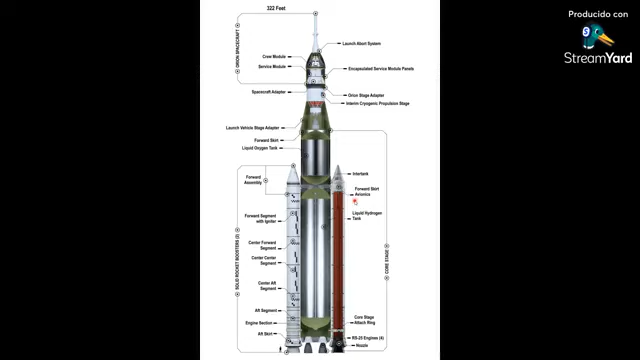 322 Feet
Producido con
StreamYard
ORION SPACECRAFT
Launch Abort System
Crew Module
Service Module
Encapsulated Service Module Panels
Spacecraft Adapter
Orion Stage Adapter
Interim Cryogenic Propulsion Stage
Launch Vehicle Stage Adapter
Forward Skirt
Liquid Oxygen Tank
Forward
Assembly
Intertank
Forward Skirt
Avionics
Forward Segment
with Igniter
Liquid Hydrogen
Tank
Center Forward
Segment
Center Center
Segment
SOLID ROCKET BOOSTERS (2)
CORE STAGE
Center Aft
Segment
Aft Segment
Engine Section
Aft Skirt
Core Stage
Attach Ring
RS-25 Engines (4)
Nozzle